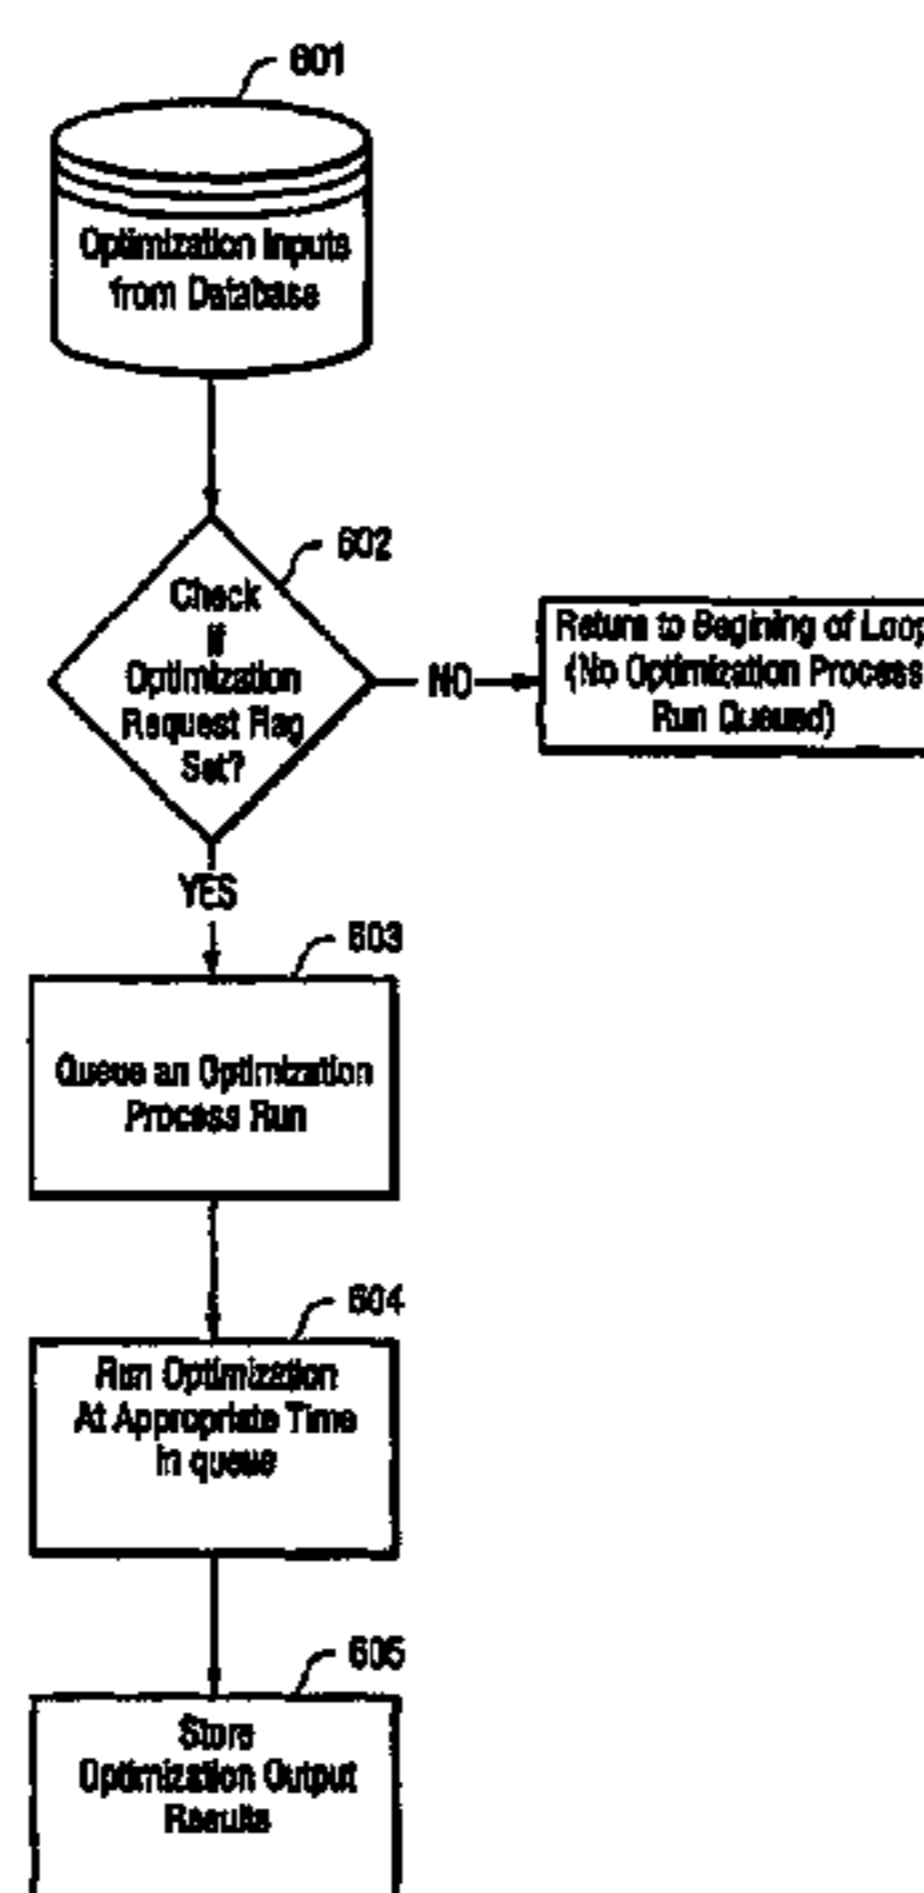 601
Optimization Inputs
from Database
602
Check
If
Optimization
Request Flag
Set?
NO
Return to Begining of Loop
(No Optimization Process
Run Queued)
YES
603
Queue an Optimization
Process Run
604
Run Optimization
At Appropriate Time
in queue
605
Store
Optimization Output
Results